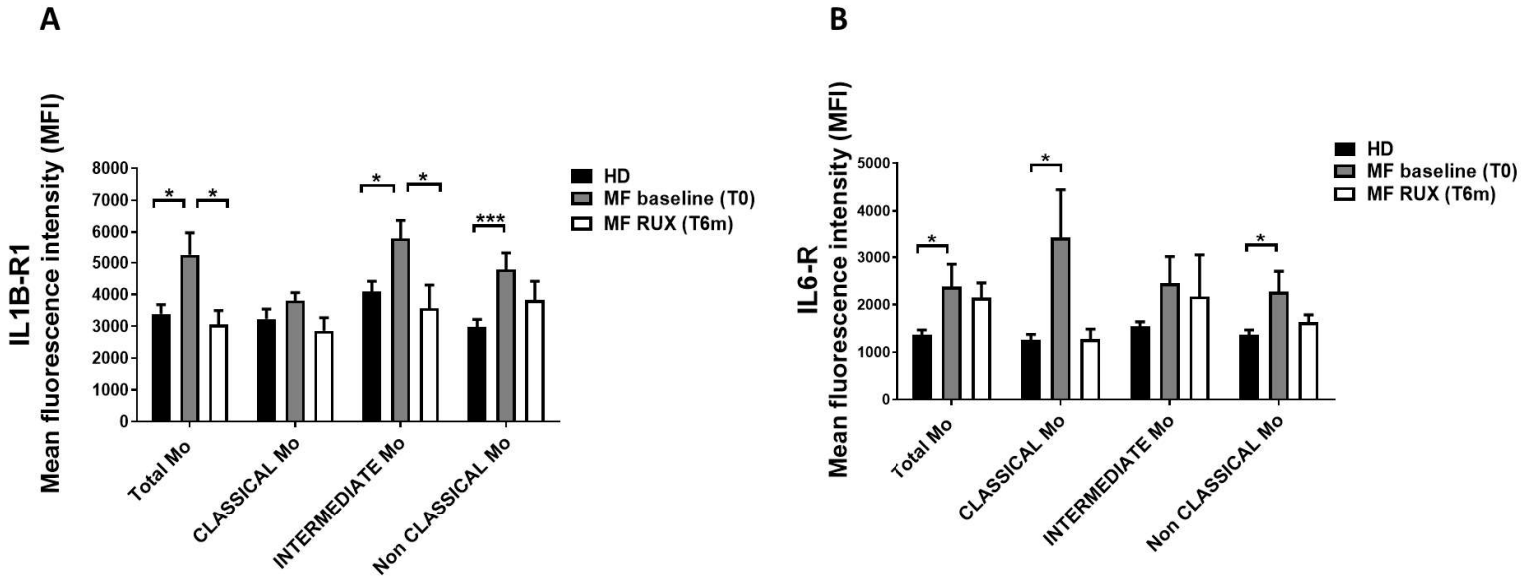 A
IL1B-R1
Mean fluorescence intensity (MFI)
8000
7000
6000
5000
4000
3000
2000
1000
0
* *
* *
***
HD
MF baseline (T0)
MF RUX (T6m)
Total Mo
CLASSICAL Mo
INTERMEDIATE Mo
Non CLASSICAL Mo
B
IL6-R
Mean fluorescence intensity (MFI)
5000
4000
3000
2000
1000
0
*
*
*
HD
MF baseline (T0)
MF RUX (T6m)
Total Mo
CLASSICAL Mo
INTERMEDIATE Mo
Non CLASSICAL Mo